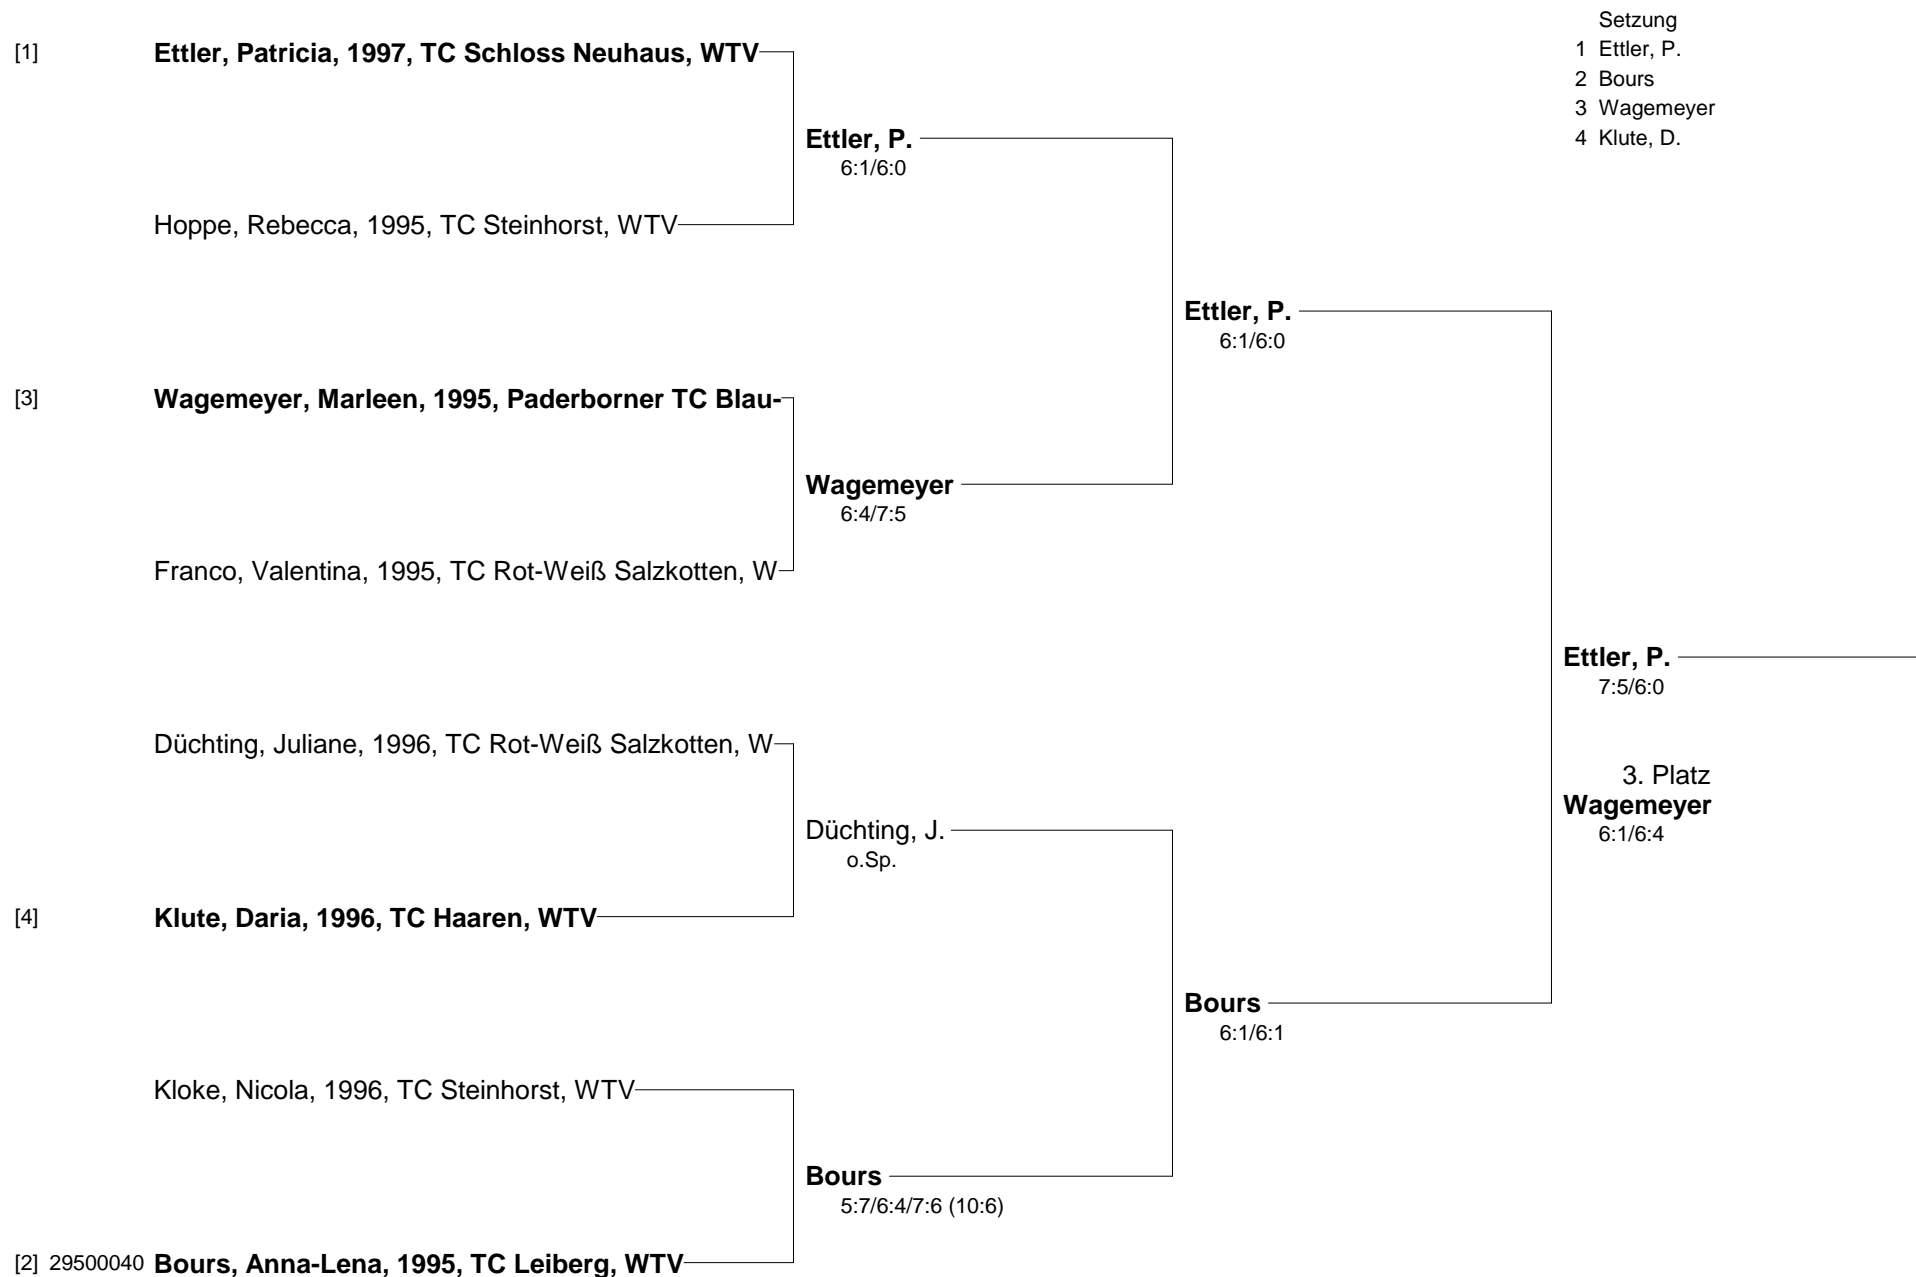 Setzung
1 Ettler, P.
2 Bours
3 Wagemeyer
4 Klute, D.
[1] Ettler, Patricia, 1997, TC Schloss Neuhaus, WTV
Ettler, P.
6:1/6:0
Hoppe, Rebecca, 1995, TC Steinhorst, WTV
Ettler, P.
6:1/6:0
[3] Wagemeyer, Marleen, 1995, Paderborner TC Blau-
Wagemeyer
6:4/7:5
Franco, Valentina, 1995, TC Rot-Weiß Salzkotten, W
Ettler, P.
7:5/6:0
Düchting, Juliane, 1996, TC Rot-Weiß Salzkotten, W
3. Platz
Wagemeyer
6:1/6:4
Düchting, J.
o.Sp.
[4] Klute, Daria, 1996, TC Haaren, WTV
Bours
6:1/6:1
Kloke, Nicola, 1996, TC Steinhorst, WTV
Bours
5:7/6:4/7:6 (10:6)
[2] 29500040 Bours, Anna-Lena, 1995, TC Leiberg, WTV